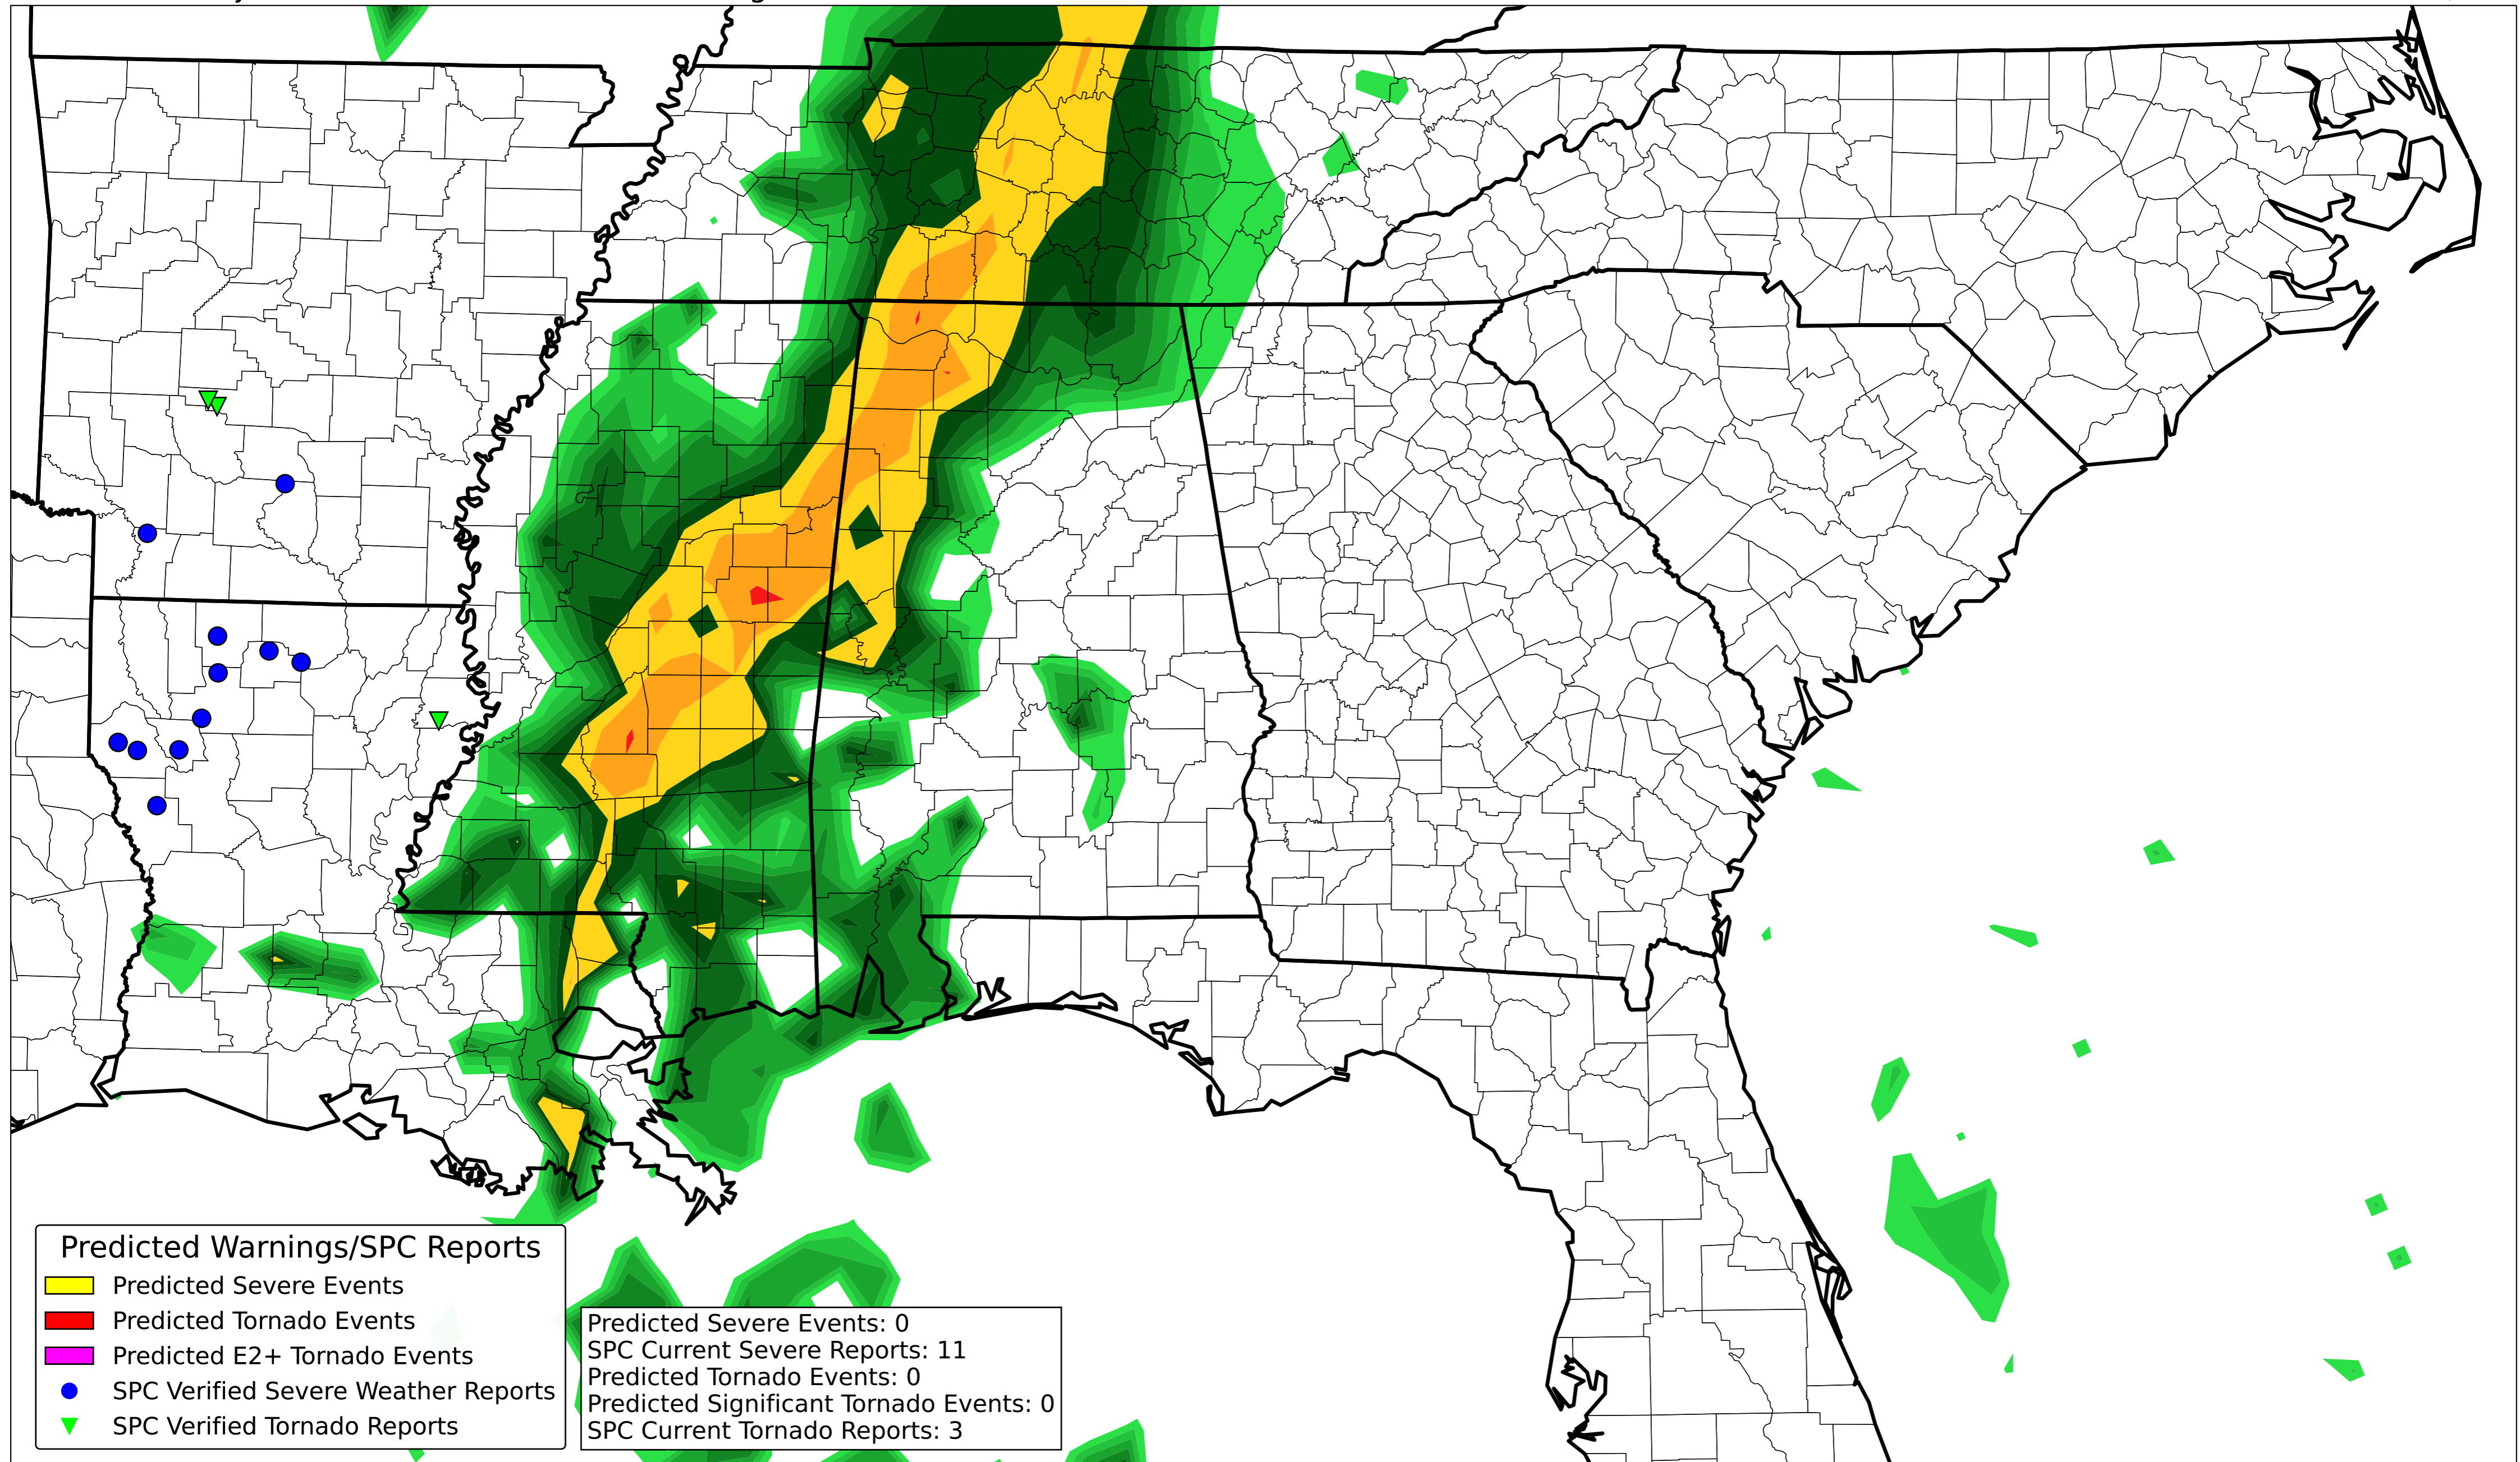 Predicted Warnings/SPC Reports
Predicted Severe Events
Predicted Tornado Events
Predicted E2+ Tornado Events
SPC Verified Severe Weather Reports
SPC Verified Tornado Reports
Predicted Severe Events: 0
SPC Current Severe Reports: 11
Predicted Tornado Events: 0
Predicted Significant Tornado Events: 0
SPC Current Tornado Reports: 3